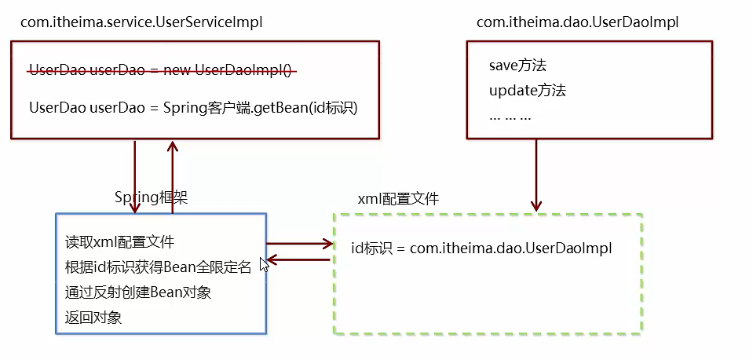 com.itheima.service.UserServiceImpl
com.itheima.dao.UserDaoImpl
UserDao userDao = new UserDaoImpl()
UserDao userDao = Spring客户端.getBean(id标识)
save方法
update方法
... ... ...
Spring框架
xml配置文件
读取xml配置文件
根据id标识获得Bean全限定名
通过反射创建Bean对象
返回对象
id标识 = com.itheima.dao.UserDaoImpl